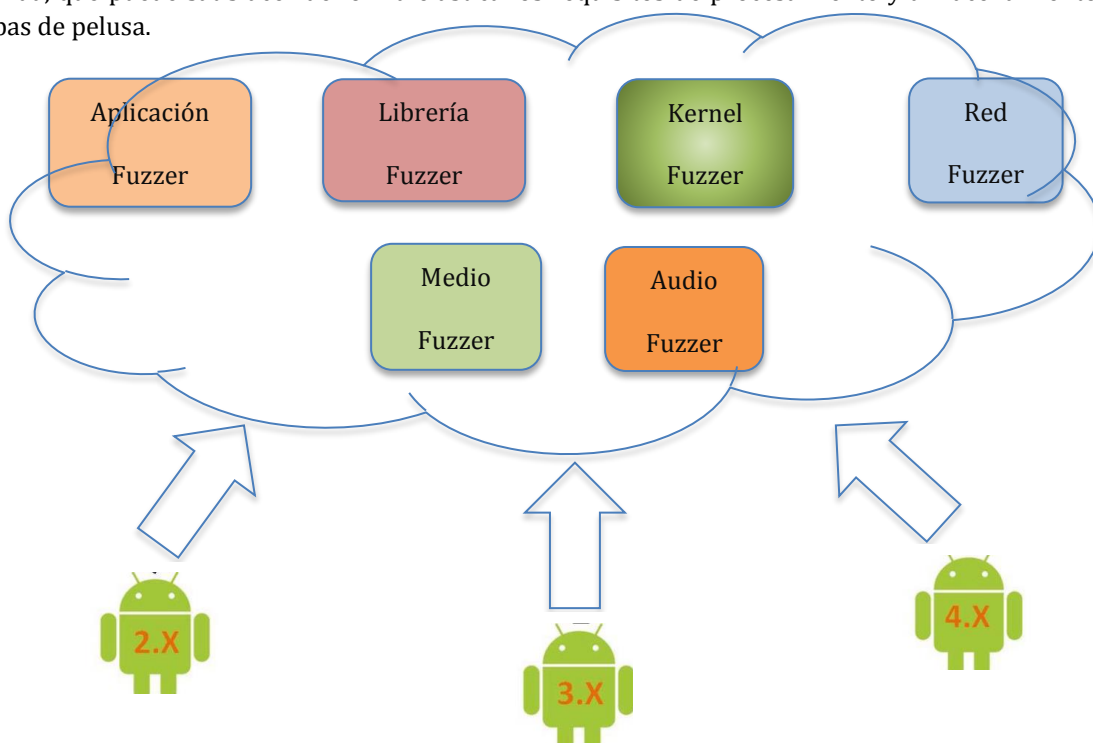 pas de pelusa.
Aplicación
Fuzzer
Librería
Fuzzer
Kernel
Fuzzer
Red
Fuzzer
Medio
Fuzzer
Audio
Fuzzer
2.X
3.X
4.X